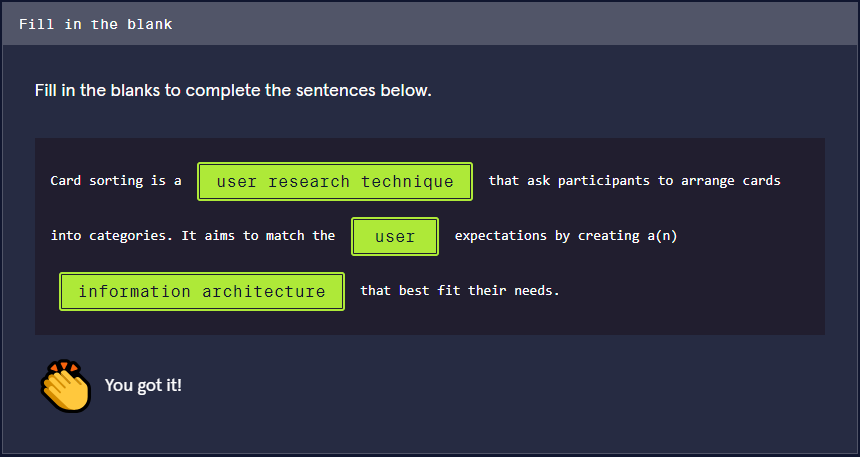 Fill in the blank
Fill in the blanks to complete the sentences below.
Card sorting is a user research technique that ask participants to arrange cards
into categories. It aims to match the user expectations by creating a(n)
information architecture that best fit their needs.
You got it!